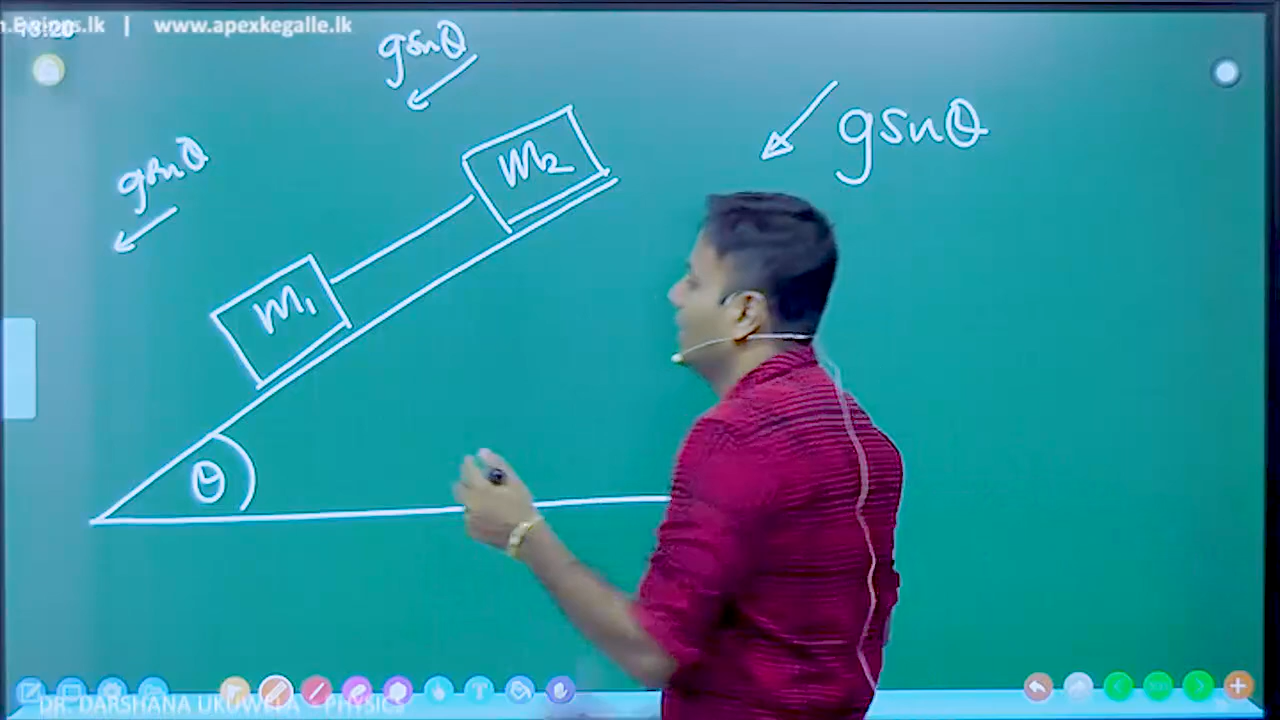 | www.apexkegalle.lk
gsinθ
gsinθ
gsinθ
m2
m1
θ
DR. DARSHANA UKUWELA - PHYSICS